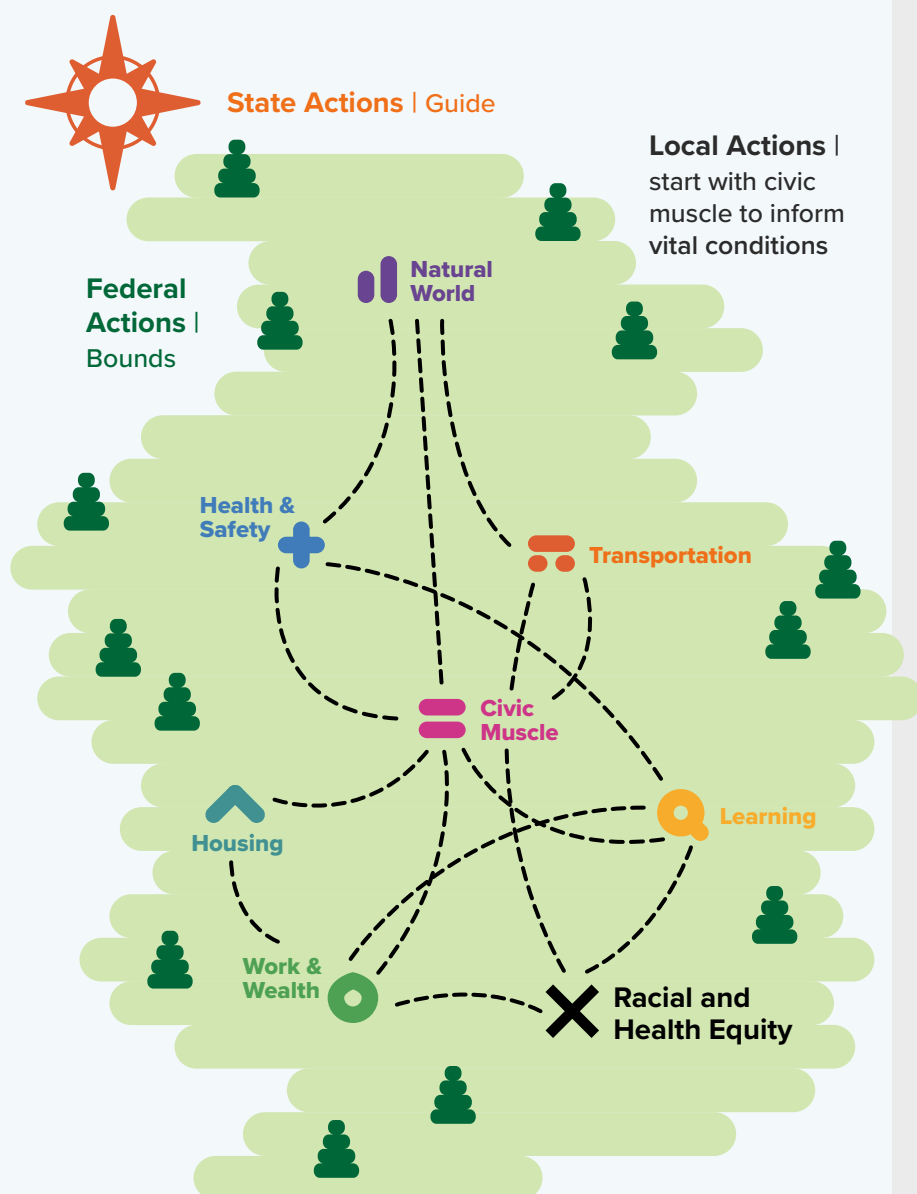 State Actions | Guide
Local Actions |
start with civic
muscle to inform
vital conditions
Federal
Actions |
Bounds
Natural
World
Health &
Safety
Transportation
Civic
Muscle
Housing
Learning
Work &
Wealth
Racial and
Health Equity